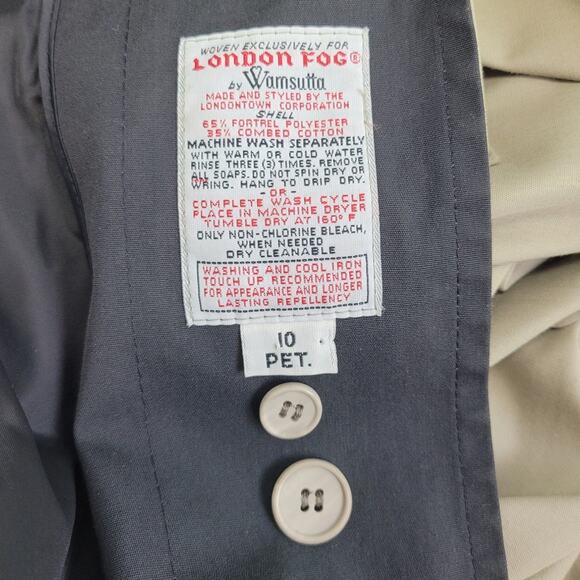 WOVEN EXCLUSIVELY FOR
LONDON FOG®
by Wamsutta
MADE AND STYLED BY THE
LONDONTOWN CORPORATION
SHELL
65% FORTREL POLYESTER
35% COMBED COTTON
MACHINE WASH SEPARATELY
WITH WARM OR COLD WATER
RINSE THREE (3) TIMES. REMOVE
ALL SOAPS. DO NOT SPIN DRY OR
WRING. HANG TO DRIP DRY.
-OR-
COMPLETE WASH CYCLE
PLACE IN MACHINE DRYER
TUMBLE DRY AT 160° F
ONLY NON-CHLORINE BLEACH,
WHEN NEEDED
DRY CLEANABLE
WASHING AND COOL IRON
TOUCH UP RECOMMENDED
FOR APPEARANCE AND LONGER
LASTING REPELLENCY
10
PET.